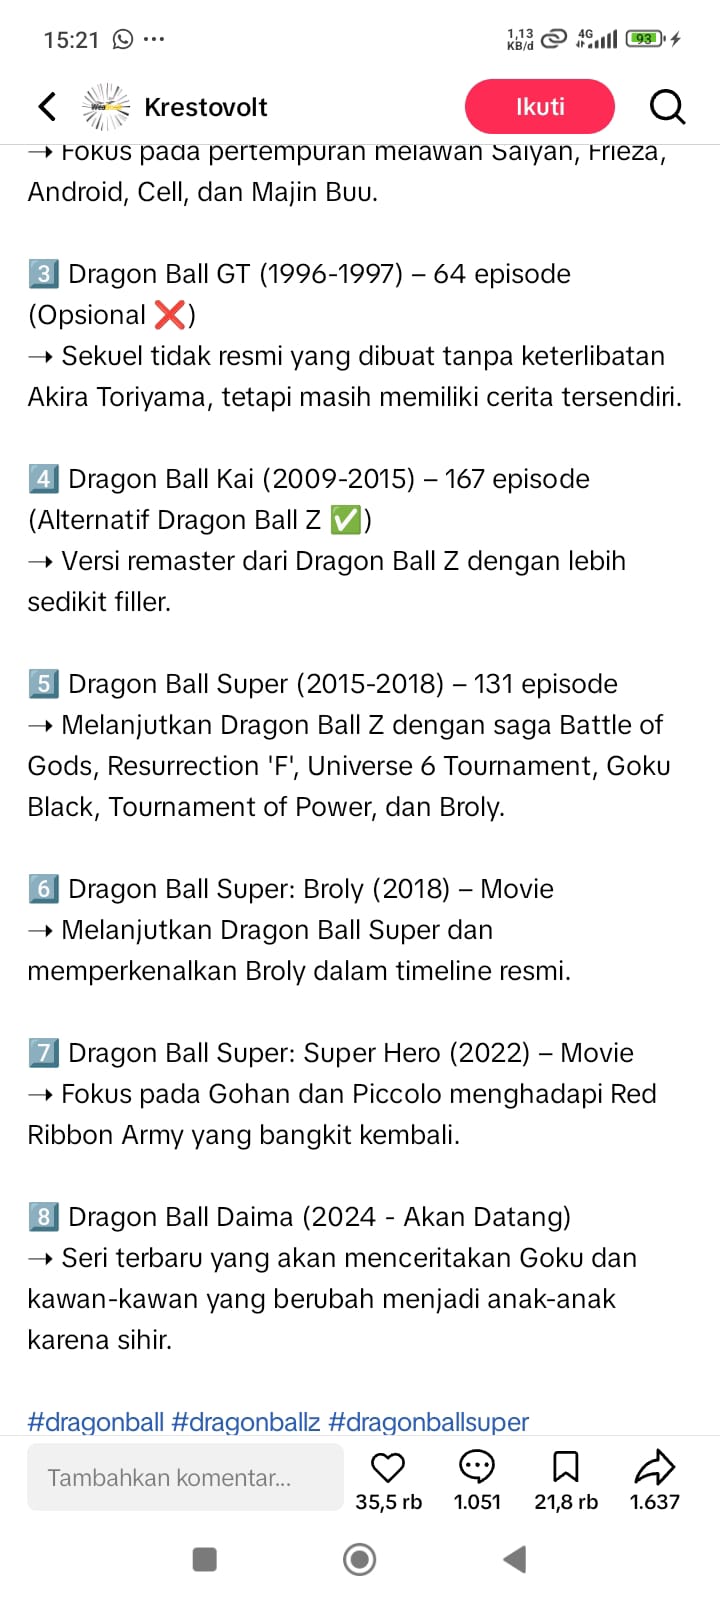 15:21
1,13
KB/d
4G
93
Krestovolt
Ikuti
→ Fokus pada pertempuran melawan Saiyan, Frieza,
Android, Cell, dan Majin Buu.
3️⃣ Dragon Ball GT (1996-1997) – 64 episode
(Opsional ❌)
→ Sekuel tidak resmi yang dibuat tanpa keterlibatan
Akira Toriyama, tetapi masih memiliki cerita tersendiri.
4️⃣ Dragon Ball Kai (2009-2015) – 167 episode
(Alternatif Dragon Ball Z ✅)
→ Versi remaster dari Dragon Ball Z dengan lebih
sedikit filler.
5️⃣ Dragon Ball Super (2015-2018) – 131 episode
→ Melanjutkan Dragon Ball Z dengan saga Battle of
Gods, Resurrection 'F', Universe 6 Tournament, Goku
Black, Tournament of Power, dan Broly.
6️⃣ Dragon Ball Super: Broly (2018) – Movie
→ Melanjutkan Dragon Ball Super dan
memperkenalkan Broly dalam timeline resmi.
7️⃣ Dragon Ball Super: Super Hero (2022) – Movie
→ Fokus pada Gohan dan Piccolo menghadapi Red
Ribbon Army yang bangkit kembali.
8️⃣ Dragon Ball Daima (2024 - Akan Datang)
→ Seri terbaru yang akan menceritakan Goku dan
kawan-kawan yang berubah menjadi anak-anak
karena sihir.
#dragonball #dragonballz #dragonballsuper
Tambahkan komentar...
35,5 rb
1.051
21,8 rb
1.637